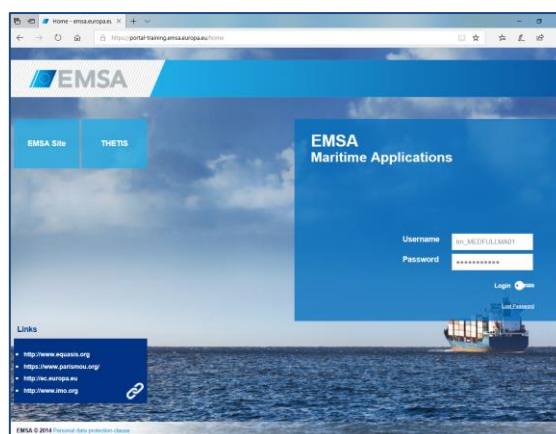 Home - emsa.europa.eu
https://portal-training.emsa.europa.eu/home
EMSA
EMSA Site
THETIS
EMSA
Maritime Applications
Username
Password
Login
Lost Password
Links
http://www.equasis.org
https://www.parismou.org/
http://ec.europa.eu
http://www.imo.org
EMSA © 2014 Personal data protection clause